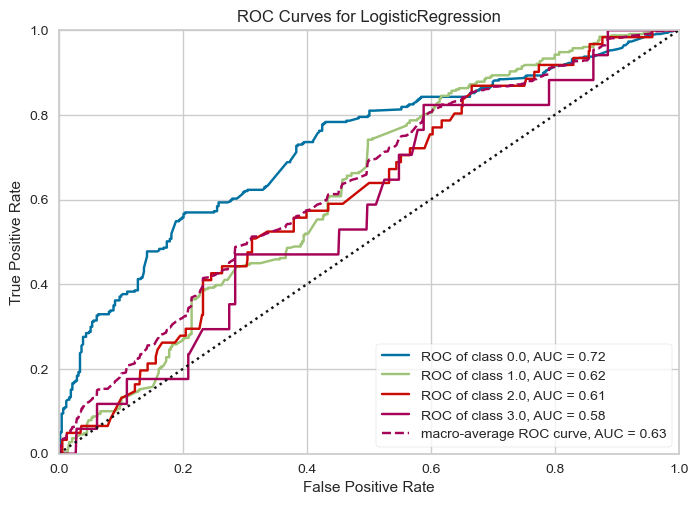 ROC Curves for LogisticRegression
1.0
0.8
0.6
0.4
0.2
0.0
True Positive Rate
ROC of class 0.0, AUC = 0.72
ROC of class 1.0, AUC = 0.62
ROC of class 2.0, AUC = 0.61
ROC of class 3.0, AUC = 0.58
macro-average ROC curve, AUC = 0.63
0.0 0.2 0.4 0.6 0.8 1.0
False Positive Rate